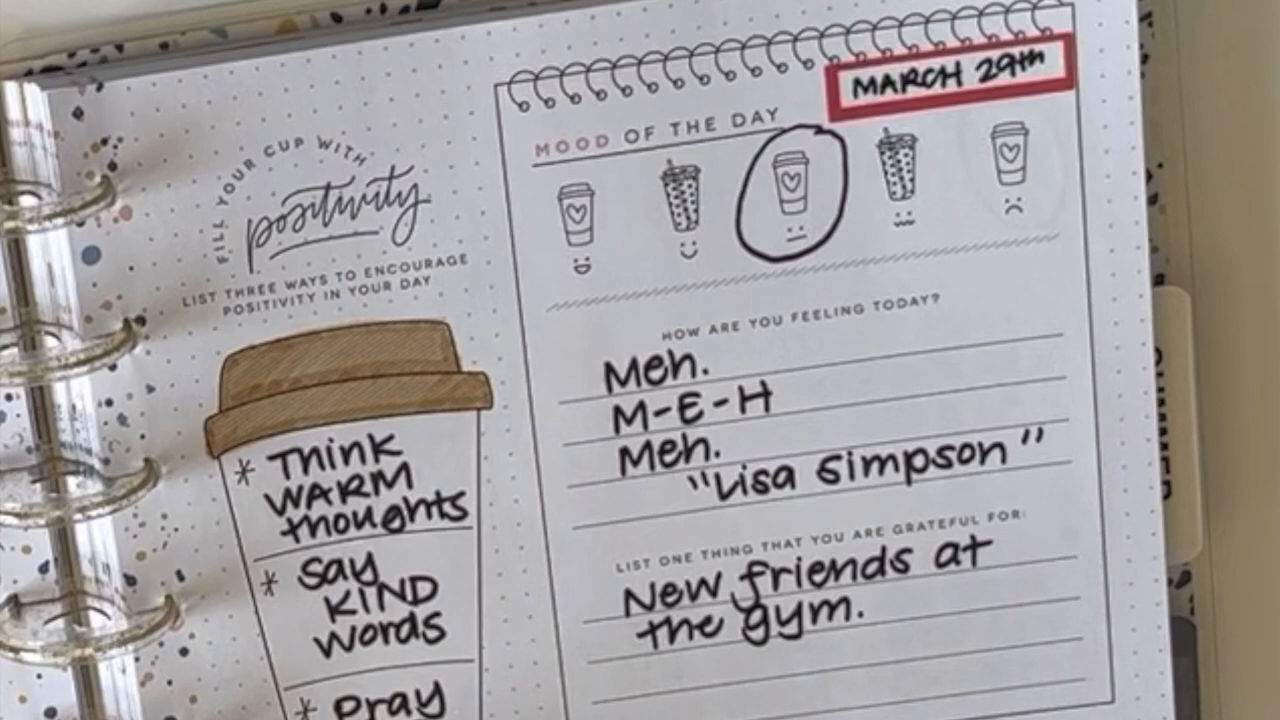 FILL YOUR CUP WITH
positivity
LIST THREE WAYS TO ENCOURAGE
POSITIVITY IN YOUR DAY
* Think
WARM
thoughts
* Say
KIND
words
* pray
MARCH 29th
MOOD OF THE DAY
HOW ARE YOU FEELING TODAY?
Meh.
M-E-H
Meh.
"Lisa Simpson"
LIST ONE THING THAT YOU ARE GRATEFUL FOR:
New friends at
the gym.